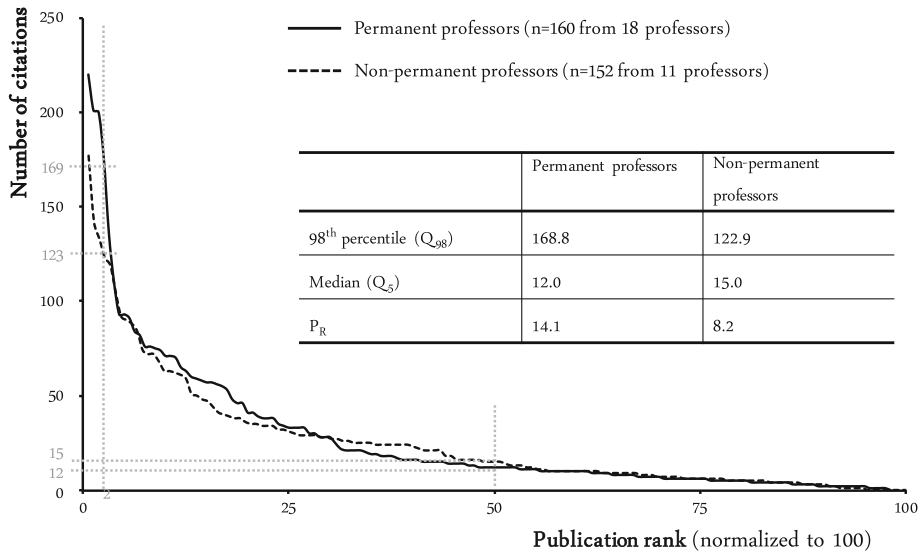 Number of citations
250
200
169
150
123
100
50
15
12
0
Permanent professors (n=160 from 18 professors)
Non-permanent professors (n=152 from 11 professors)
Permanent professors
Non-permanent professors
98th percentile (Q98)
168.8
122.9
Median (Q5)
12.0
15.0
PR
14.1
8.2
0
2
25
50
75
100
Publication rank (normalized to 100)